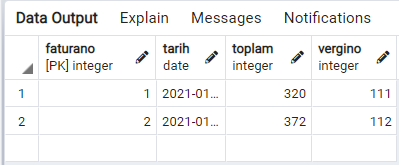 Data Output Explain Messages Notifications
faturano tarih toplam vergino
[PK] integer date integer integer
1 1 2021-01... 320 111
2 2 2021-01... 372 112